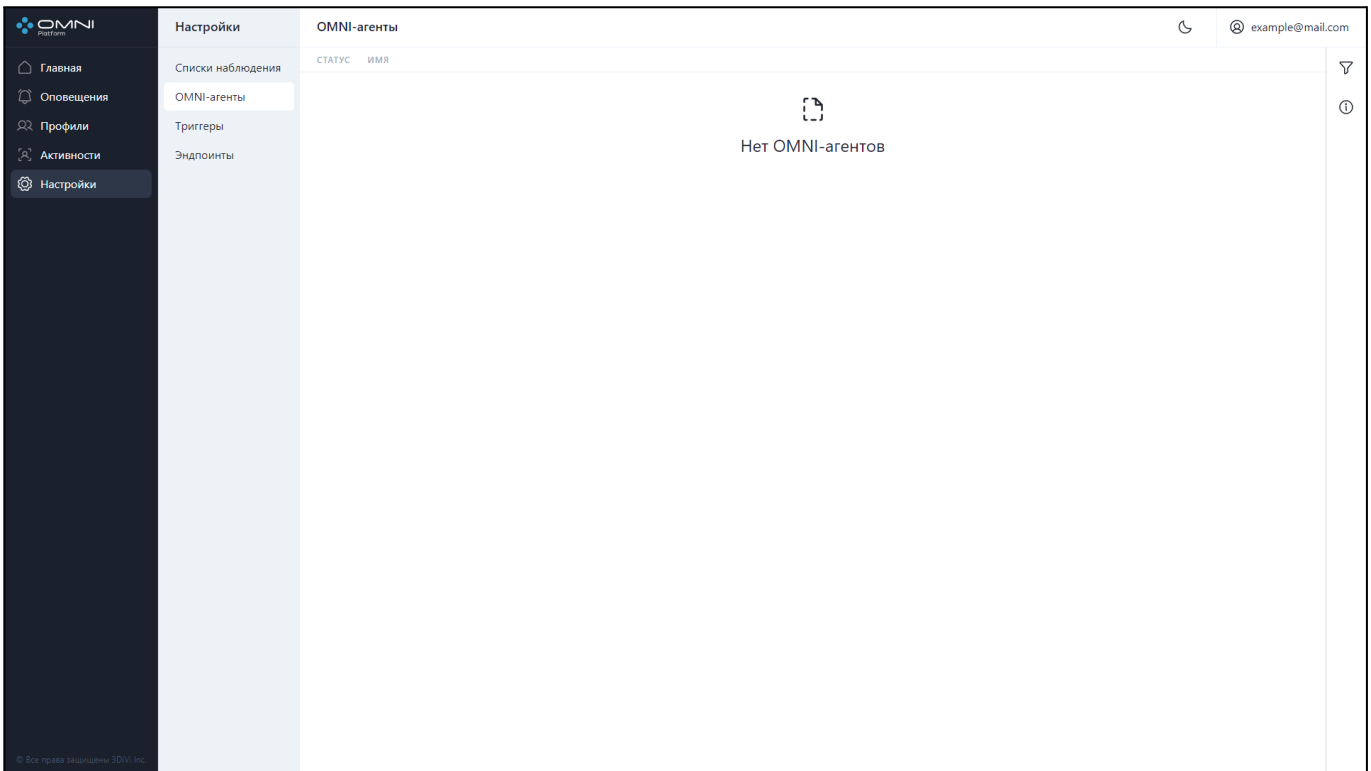 OMNI
Platform
Главная
Оповещения
Профили
Активности
Настройки
© Все права защищены 3DiVi Inc.
Настройки
Списки наблюдения
OMNI-агенты
Триггеры
Эндпоинты
OMNI-агенты
example@mail.com
СТАТУС ИМЯ
Нет OMNI-агентов